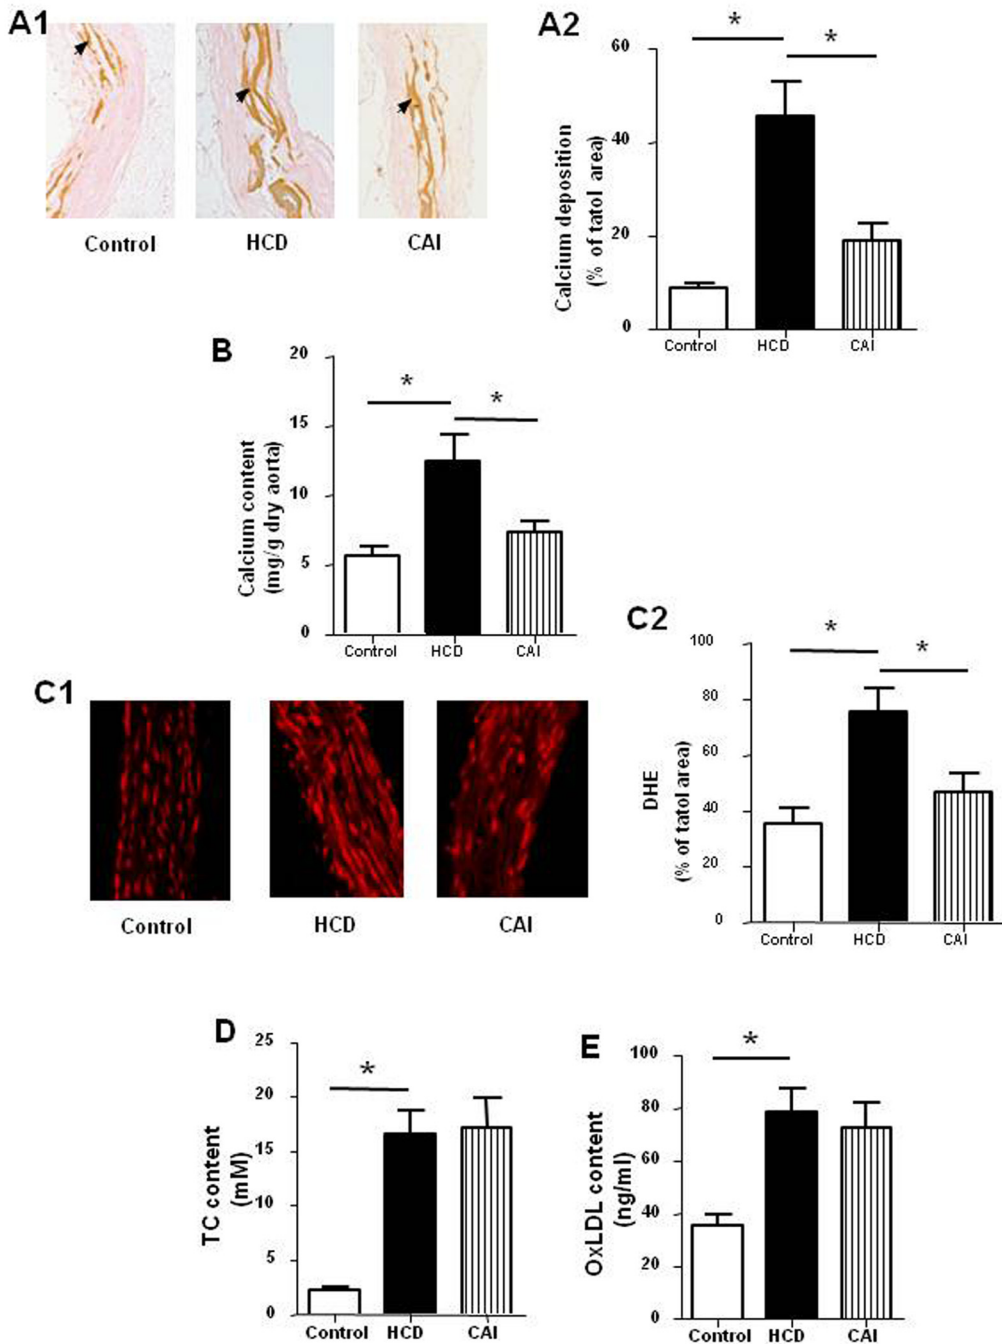 A1
Control
HCD
CAI
A2
*
*
Calcium deposition
(% of tatol area)
60
40
20
0
Control
HCD
CAI
B
*
*
Calcium content
(mg/g dry aorta)
20
15
10
5
0
Control
HCD
CAI
C1
Control
HCD
CAI
C2
*
*
DHE
(% of tatol area)
100
80
60
40
20
0
Control
HCD
CAI
D
*
TC content
(mM)
25
20
15
10
5
0
Control
HCD
CAI
E
*
OxLDL content
(ng/ml)
100
80
60
40
20
0
Control
HCD
CAI